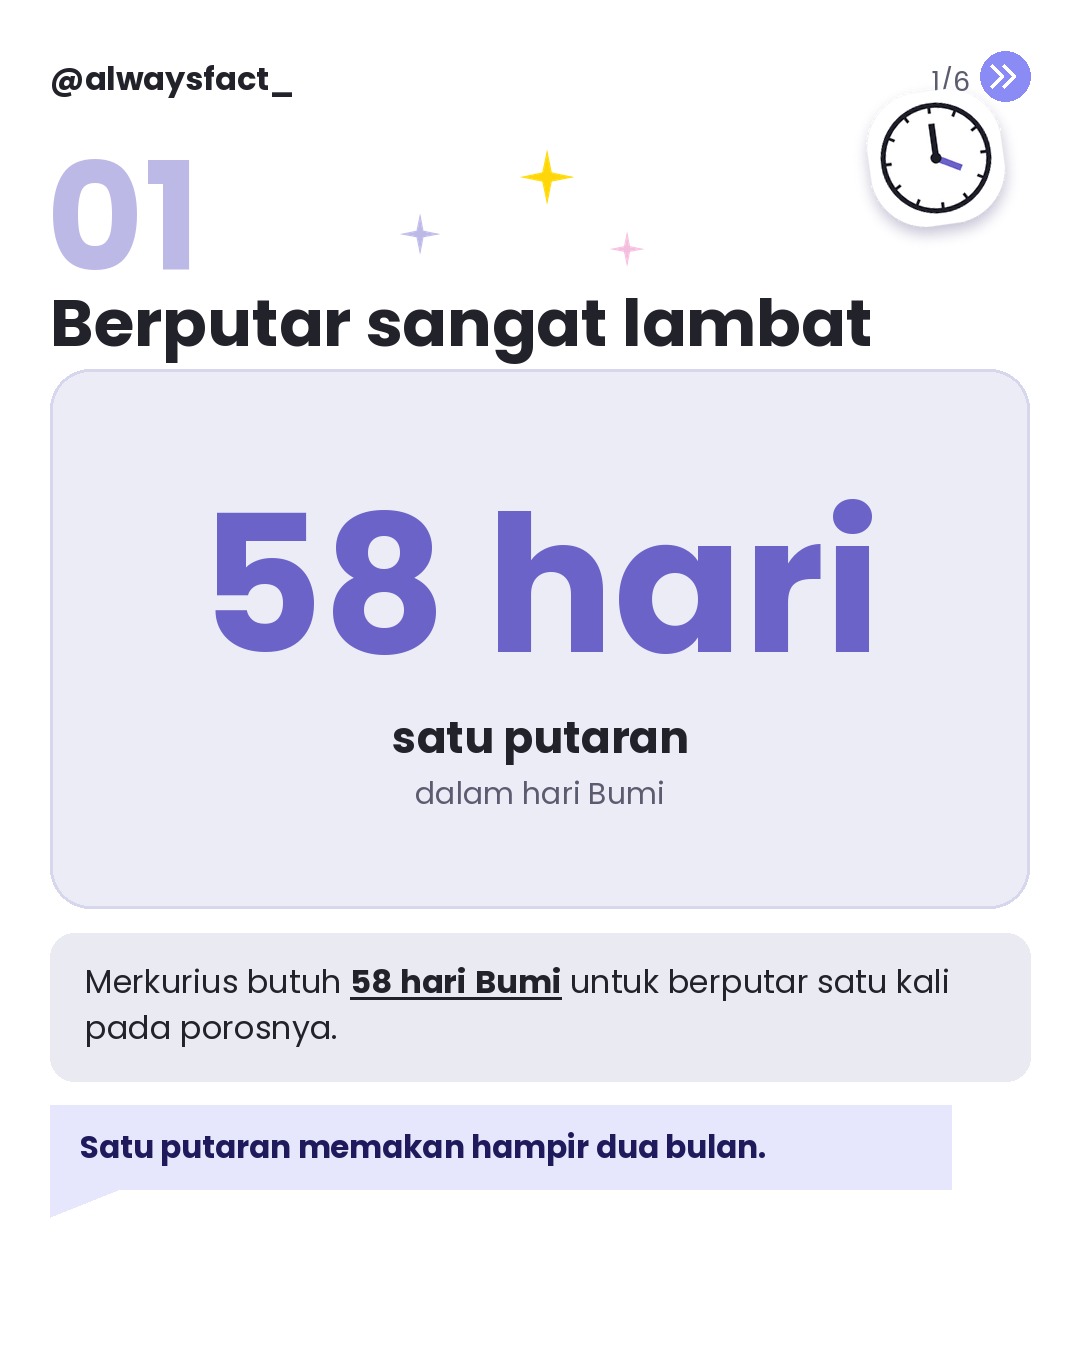 @alwaysfact_
1/6
01
Berputar sangat lambat
58 hari
satu putaran
dalam hari Bumi
Merkurius butuh 58 hari Bumi untuk berputar satu kali
pada porosnya.
Satu putaran memakan hampir dua bulan.